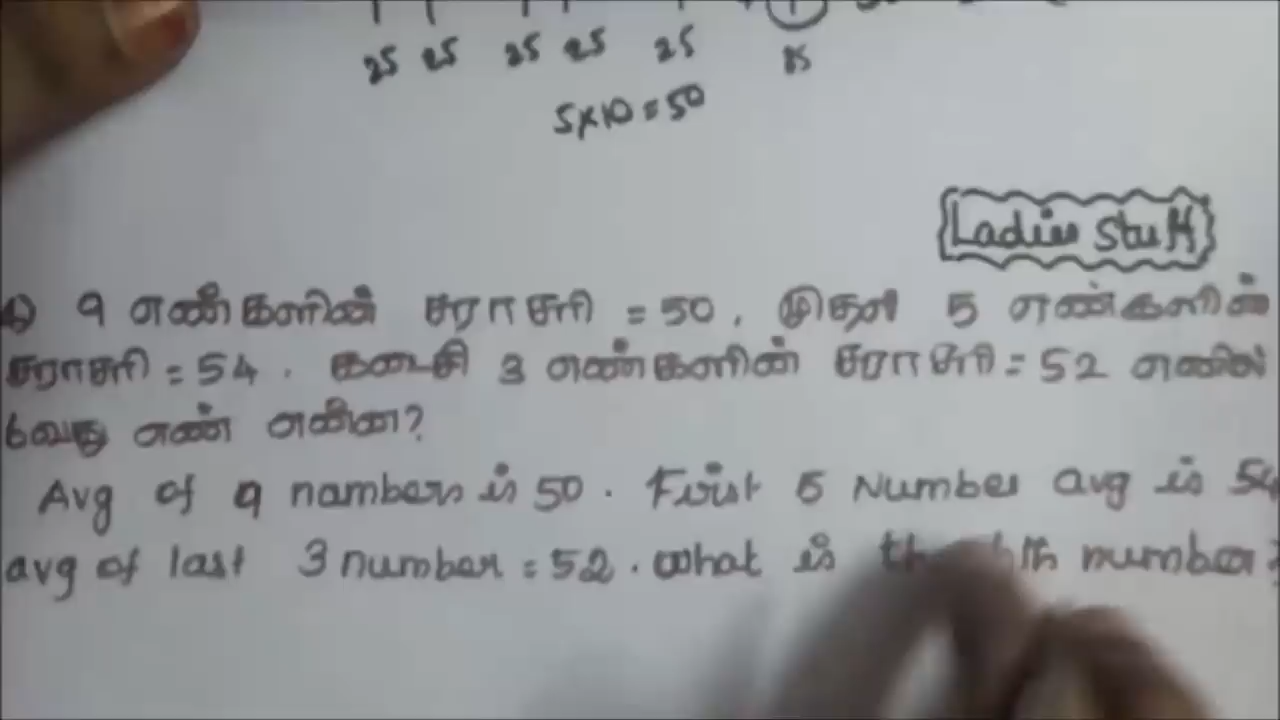 25 25 25 25 25 25
5x10 = 50
Ladies Stuff
9 எண்களின் சராசரி = 50. முதல் 5 எண்களின்
சராசரி = 54. கடைசி 3 எண்களின் சராசரி = 52 எனில்
6வது எண் என்ன?
Avg of 9 nambers is 50. First 5 Number avg is 54
avg of last 3 number = 52. what is number?